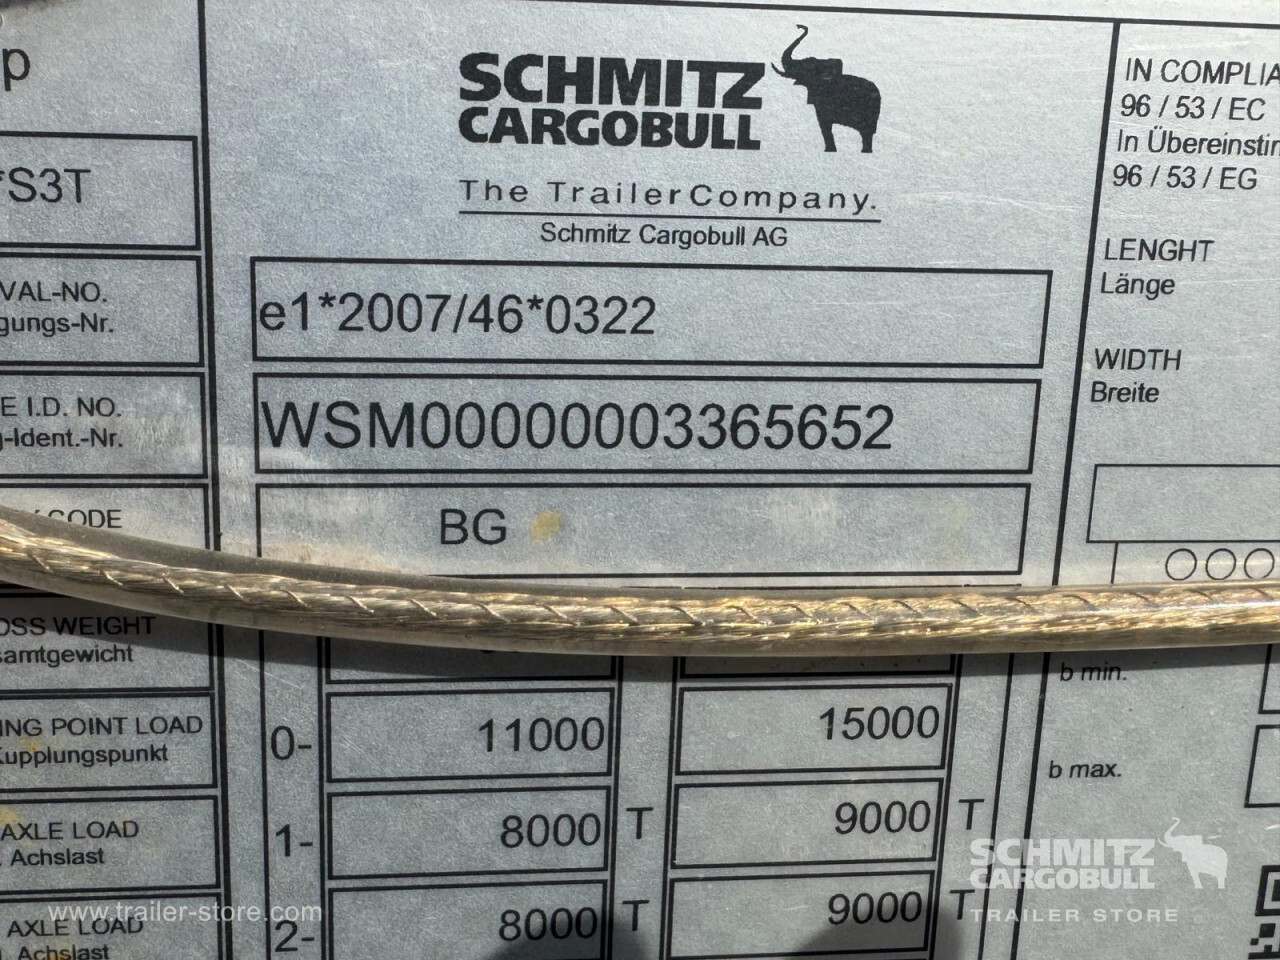 p
SCHMITZ
CARGOBULL
The TrailerCompany.
Schmitz Cargobull AG
*S3T
VAL-NO.
gungs-Nr.
e1*2007/46*0322
E I.D. NO.
-Ident.-Nr.
WSM00000003365652
CODE
BG
OSS WEIGHT
samtgewicht
ING POINT LOAD
Kupplungspunkt
0- 11000 15000
AXLE LOAD
. Achslast
1- 8000 T 9000 T
AXLE LOAD
Achslast
2- 8000 T 9000 T
IN COMPLIA
96 / 53 / EC
In Übereinstim
96 / 53 / EG
LENGHT
Länge
WIDTH
Breite
b min.
b max.
www.trailer-store.com
SCHMITZ
CARGOBULL
TRAILER STORE